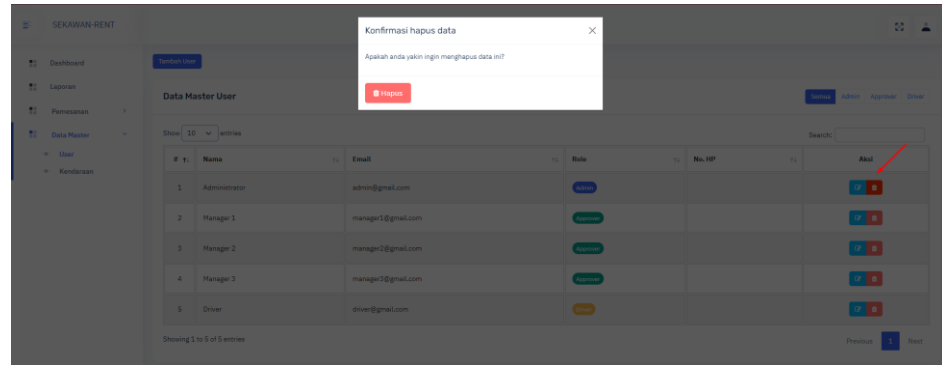 SEKAWAN-RENT
Konfirmasi hapus data
Apakah anda yakin ingin menghapus data ini?
Hapus
Dashboard
Laporan
Pemesanan
Data Master
User
Kendaraan
Tambah User
Data Master User
Semua Admin Approver Driver
Show 10 entries
Search:
# Nama Email Role No. HP Aksi
1 Administrator admin@gmail.com Admin
2 Manager 1 manager1@gmail.com Approver
3 Manager 2 manager2@gmail.com Approver
4 Manager 3 manager3@gmail.com Approver
5 Driver driver@gmail.com Driver
Showing 1 to 5 of 5 entries
Previous 1 Next